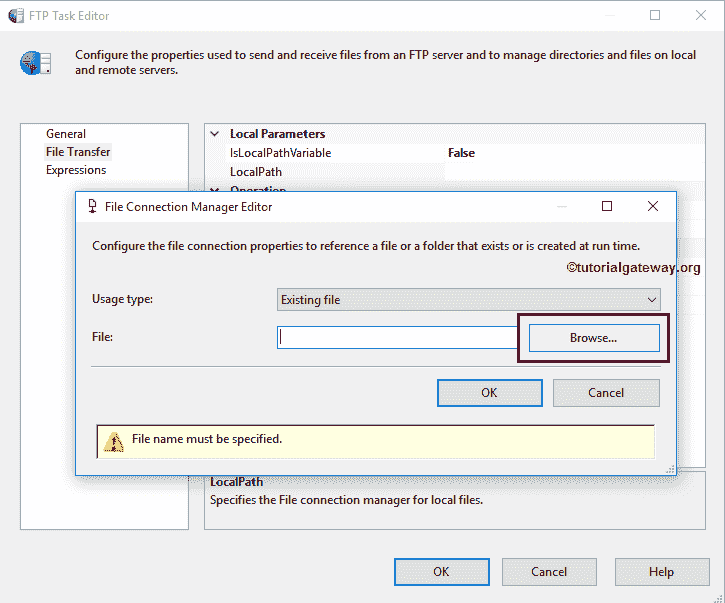 FTP Task Editor
Configure the properties used to send and receive files from an FTP server and to manage directories and files on local
and remote servers.
General
File Transfer
Expressions
Local Parameters
IsLocalPathVariable False
LocalPath
Operation
File Connection Manager Editor
Configure the file connection properties to reference a file or a folder that exists or is created at run time.
©tutorialgateway.org
Usage type: Existing file
File: Browse...
OK Cancel
File name must be specified.
LocalPath
Specifies the File connection manager for local files.
OK Cancel Help